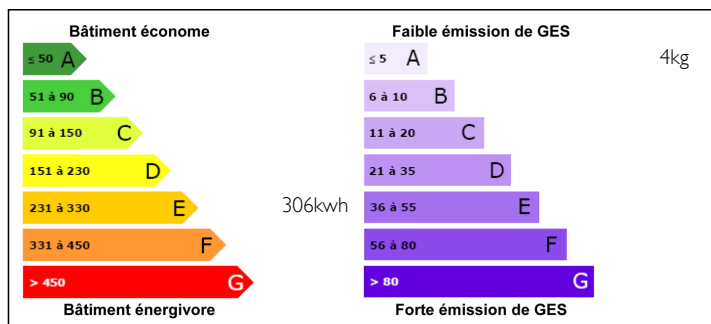 Bâtiment économe
≤ 50 A
51 à 90 B
91 à 150 C
151 à 230 D
231 à 330 E
306kwh
331 à 450 F
> 450 G
Bâtiment énergivore
Faible émission de GES
≤ 5 A
4kg
6 à 10 B
11 à 20 C
21 à 35 D
36 à 55 E
56 à 80 F
> 80 G
Forte émission de GES